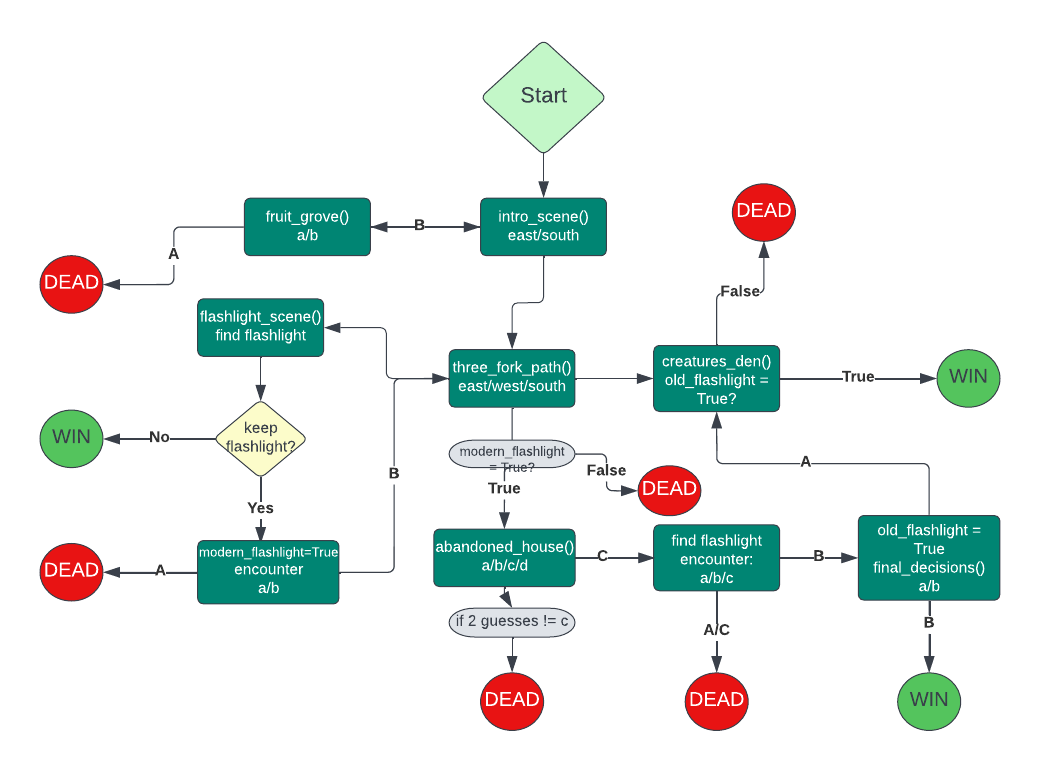 Start
fruit_grove()
a/b
B
intro_scene()
east/south
DEAD
A
DEAD
False
flashlight_scene()
find flashlight
three_fork_path()
east/west/south
creatures_den()
old_flashlight =
True?
True
WIN
WIN
No
keep
flashlight?
modern_flashlight
= True?
False
DEAD
B
A
Yes
True
DEAD
A
modern_flashlight=True
encounter
a/b
abandoned_house()
a/b/c/d
C
find flashlight
encounter:
a/b/c
B
old_flashlight =
True
final_decisions()
a/b
if 2 guesses != c
A/C
B
DEAD
DEAD
WIN